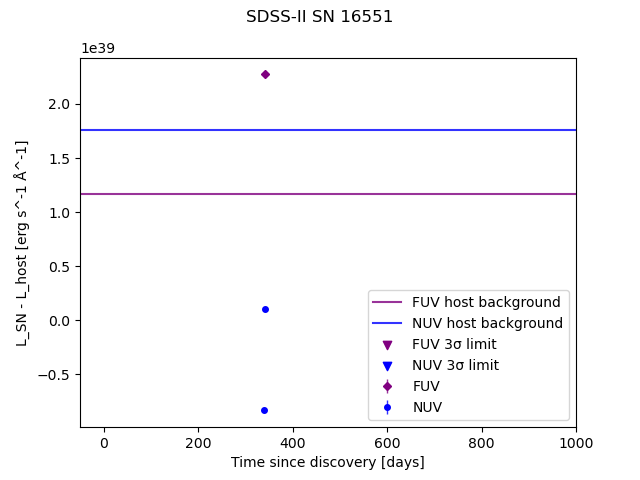 SDSS-II SN 16551
1e39
L_SN - L_host [erg s^-1 Å^-1]
2.0
1.5
1.0
0.5
0.0
−0.5
0 200 400 600 800 1000
Time since discovery [days]
FUV host background
NUV host background
FUV 3σ limit
NUV 3σ limit
FUV
NUV